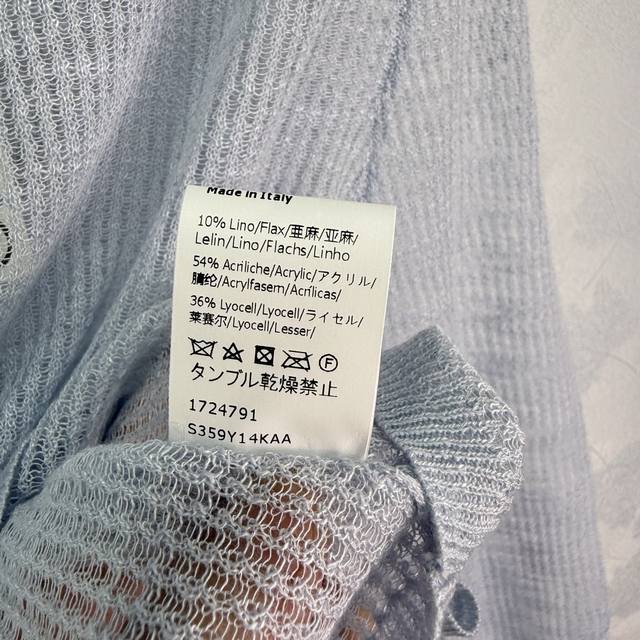 Made in Italy
10% Lino/Flax/亜麻/亚麻/
Lelin/Lino/Flachs/Linho
54% Acriliche/Acrylic/アクリル/
腈纶/Acrylfasern/Acrílicas/
36% Lyocell/Lyocell/ライセル/
莱赛尔/Lyocell/Lesser/
F
タンブル乾燥禁止
1724791
S359Y14KAA